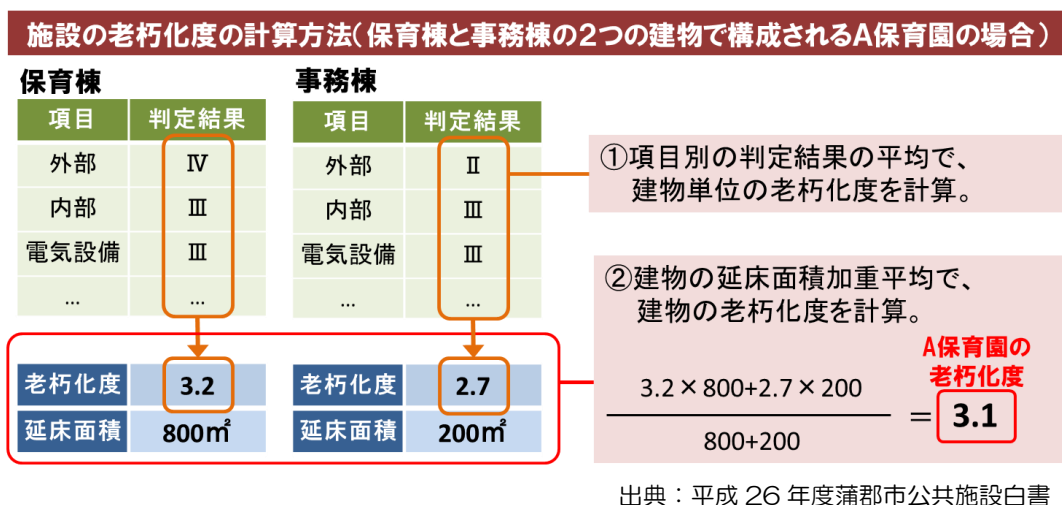 施設の老朽化度の計算方法(保育棟と事務棟の2つの建物で構成されるA保育園の場合)
保育棟
項目 判定結果
外部 Ⅳ
内部 Ⅲ
電気設備 Ⅲ
… …
老朽化度 3.2
延床面積 800㎡
事務棟
項目 判定結果
外部 Ⅱ
内部 Ⅲ
電気設備 Ⅲ
… …
老朽化度 2.7
延床面積 200㎡
①項目別の判定結果の平均で、
建物単位の老朽化度を計算。
②建物の延床面積加重平均で、
建物の老朽化度を計算。
A保育園の
老朽化度
3.2×800+2.7×200
800+200
= 3.1
出典：平成 26 年度蒲郡市公共施設白書